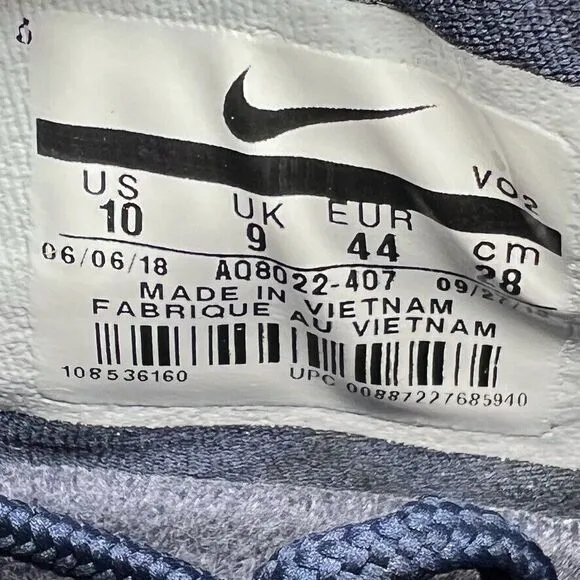 VO2
US UK EUR cm
10 9 44 28
06/06/18 AQ8022-407
MADE IN VIETNAM
FABRIQUE AU VIETNAM
108536160 UPC 00887227685940